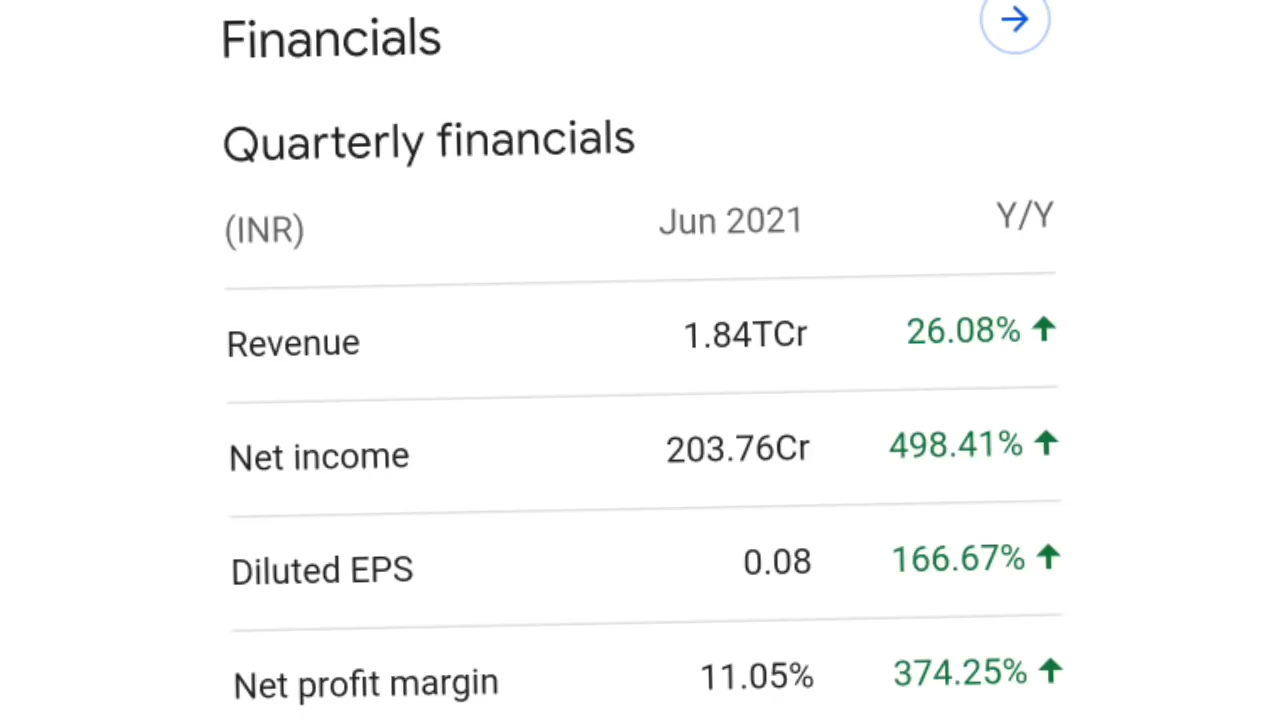 Financials
Quarterly financials
(INR) Jun 2021 Y/Y
Revenue 1.84TCr 26.08% ↑
Net income 203.76Cr 498.41% ↑
Diluted EPS 0.08 166.67% ↑
Net profit margin 11.05% 374.25% ↑